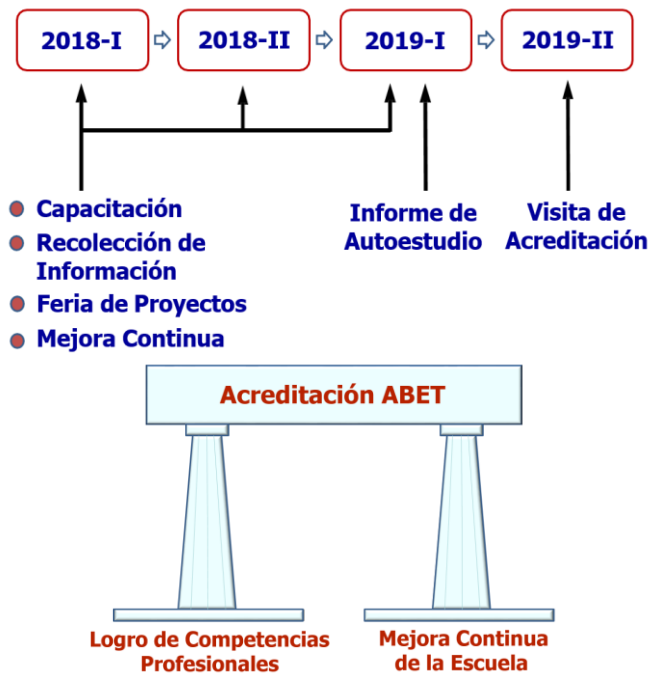 2018-I
2018-II
2019-I
2019-II
Capacitación
Recolección de
Información
Feria de Proyectos
Mejora Continua
Informe de
Autoestudio
Visita de
Acreditación
Acreditación ABET
Logro de Competencias
Profesionales
Mejora Continua
de la Escuela